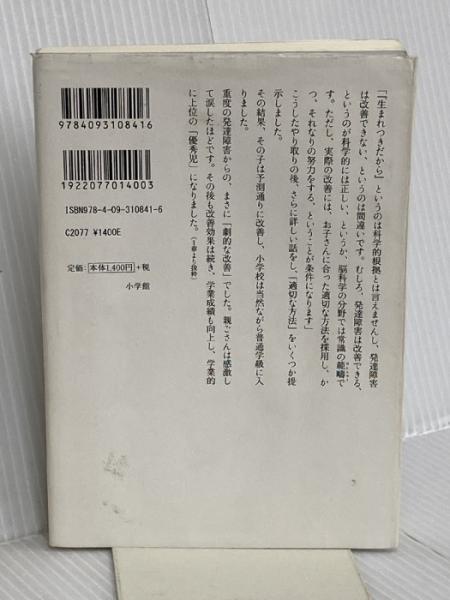 「『生まれつきだから』というのは科学的根拠とは言えませんし、発達障害
は改善できない、というのは間違いです。むしろ、発達障害は改善できる、
というのが科学的には正しい、というか、脳科学の分野では常識の範疇で
す。ただし、実際の改善には、お子さんに合った適切な方法を採用し、か
つ、それなりの努力をする、ということが条件になります」
こうしたやり取りの後、さらに詳しい話をし、「適切な方法」をいくつか提
示しました。
その結果、その子は予測通りに改善し、小学校は当然ながら普通学級に入
りました。
重度の発達障害からの、まさに「劇的な改善」でした。親ごさんは感激し
て涙したほどです。その後も改善効果は続き、学業成績も向上し、学業的
に上位の「優秀児」になりました。
9784093108416
1922077014003
ISBN978-4-09-310841-6
C2077 ¥1400E
定価：本体1,400円+税
小学館